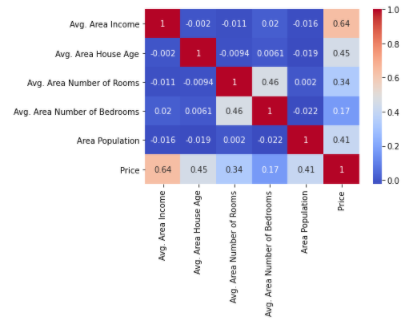 Avg. Area Income 1 -0.002 -0.011 0.02 -0.016 0.64
Avg. Area House Age -0.002 1 -0.0094 0.0061 -0.019 0.45
Avg. Area Number of Rooms -0.011 -0.0094 1 0.46 0.002 0.34
Avg. Area Number of Bedrooms 0.02 0.0061 0.46 1 -0.022 0.17
Area Population -0.016 -0.019 0.002 -0.022 1 0.41
Price 0.64 0.45 0.34 0.17 0.41 1
Avg. Area Income
Avg. Area House Age
Avg. Area Number of Rooms
Avg. Area Number of Bedrooms
Area Population
Price
1.0
0.8
0.6
0.4
0.2
0.0